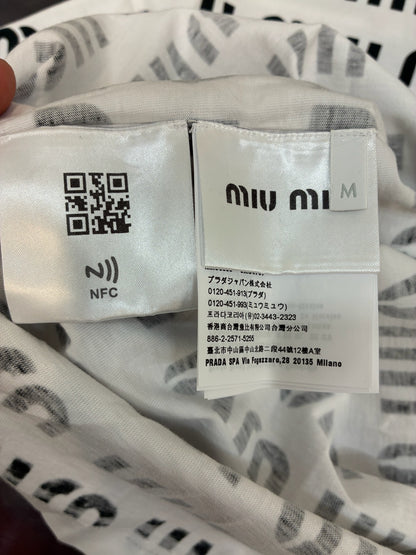 NFC
miu mi
M
プラダジャパン株式会社
0120-451-913(プラダ)
0120-451-993(ミュウミュウ)
프라다코리아(유)02-3443-2323
香港商台灣普比有限公司台灣分公司
886-2-2571-5255
臺北市中山區中山北路二段44號12樓A室
PRADA SPA Via Fogazzaro,28 20135 Milano